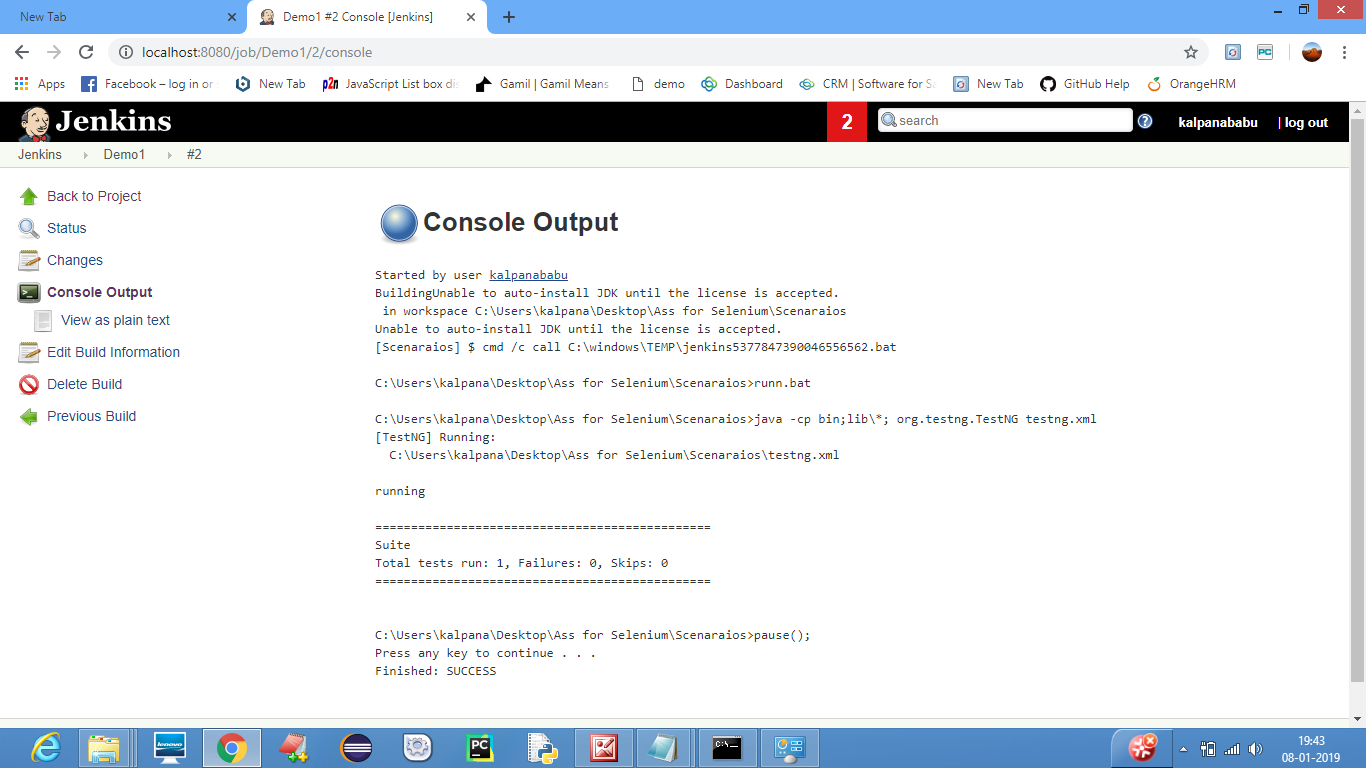 New Tab
Demo1 #2 Console [Jenkins]
localhost:8080/job/Demo1/2/console
PC
Apps
Facebook – log in or
New Tab
p2n JavaScript List box di
Gamil | Gamil Means
demo
Dashboard
CRM | Software for Sa
New Tab
GitHub Help
OrangeHRM
Jenkins
2
search
?
kalpanababu
| log out
Jenkins
Demo1
#2
Back to Project
Status
Changes
Console Output
View as plain text
Edit Build Information
Delete Build
Previous Build
Console Output
Started by user kalpanababu
BuildingUnable to auto-install JDK until the license is accepted.
in workspace C:\Users\kalpana\Desktop\Ass for Selenium\Scenaraios
Unable to auto-install JDK until the license is accepted.
[Scenaraios] $ cmd /c call C:\windows\TEMP\jenkins5377847390046556562.bat
C:\Users\kalpana\Desktop\Ass for Selenium\Scenaraios>runn.bat
C:\Users\kalpana\Desktop\Ass for Selenium\Scenaraios>java -cp bin;lib\*; org.testng.TestNG testng.xml
[TestNG] Running:
C:\Users\kalpana\Desktop\Ass for Selenium\Scenaraios\testng.xml
running
===============================================
Suite
Total tests run: 1, Failures: 0, Skips: 0
===============================================
C:\Users\kalpana\Desktop\Ass for Selenium\Scenaraios>pause();
Press any key to continue . . .
Finished: SUCCESS
lenovo
PC
C:\_
19:43
08-01-2019